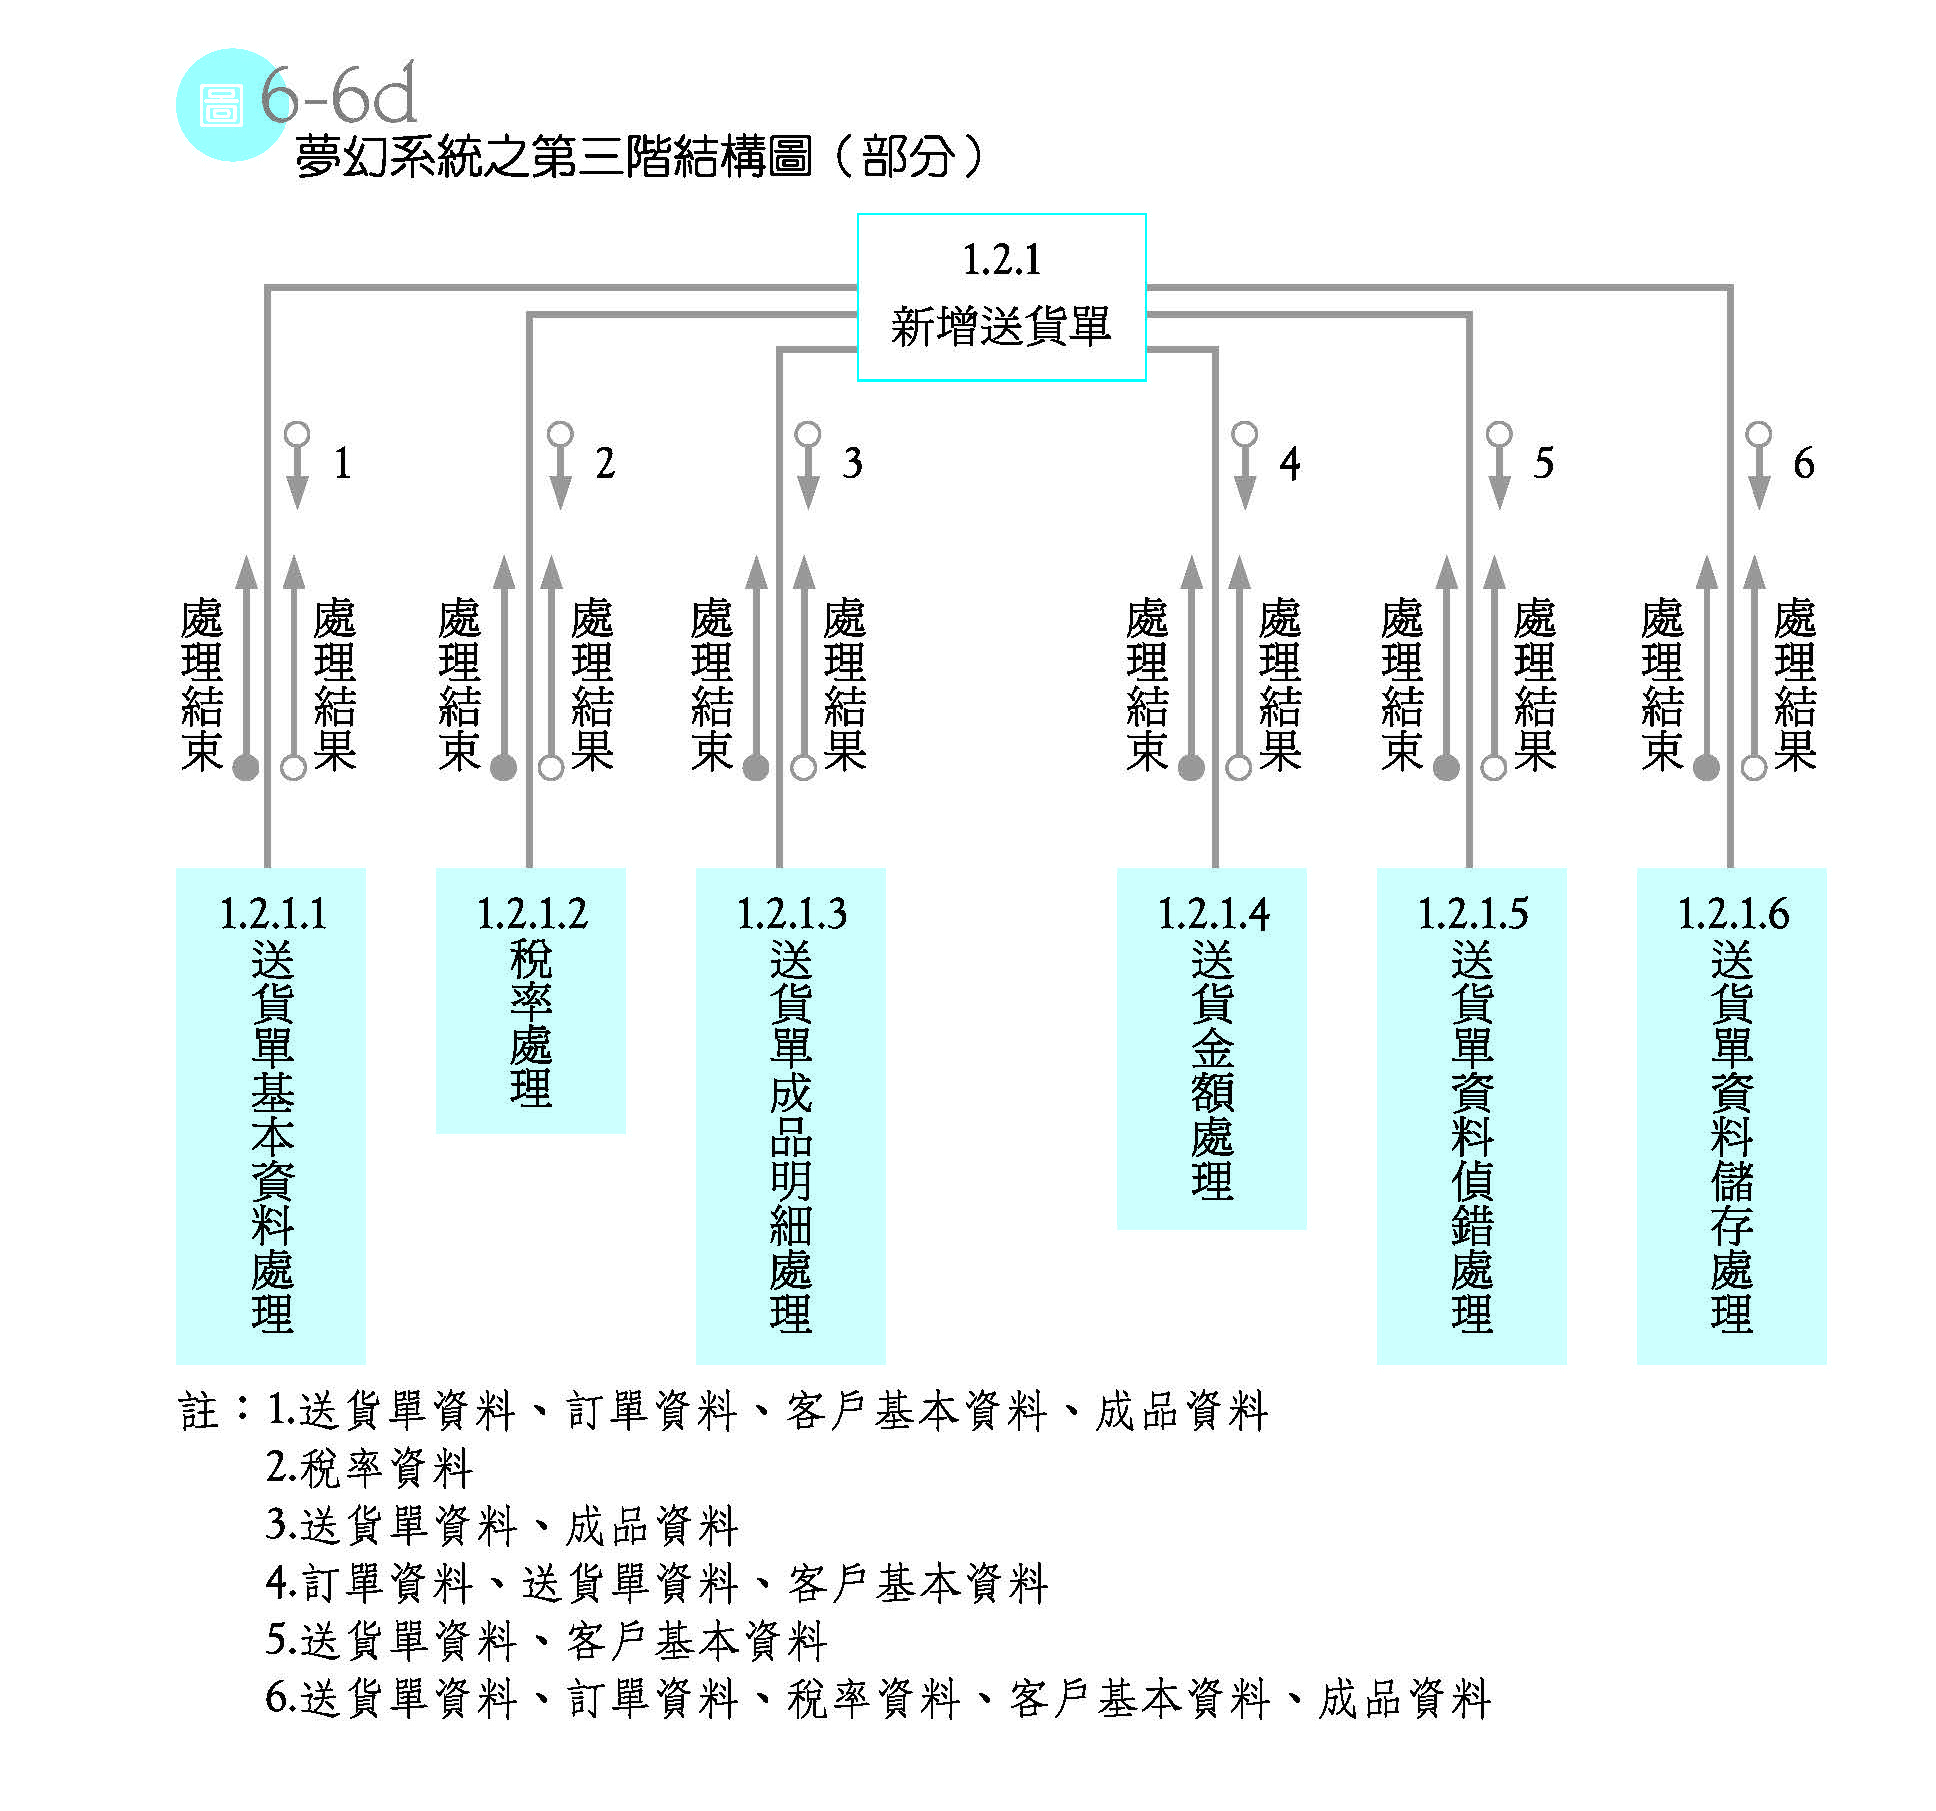 圖 6-6d
夢幻系統之第三階結構圖（部分）
1.2.1
新增送貨單
1
2
3
4
5
6
處理結束
處理結果
處理結束
處理結果
處理結束
處理結果
處理結束
處理結果
處理結束
處理結果
處理結束
處理結果
1.2.1.1
送貨單基本資料處理
1.2.1.2
稅率處理
1.2.1.3
送貨單成品明細處理
1.2.1.4
送貨金額處理
1.2.1.5
送貨單資料偵錯處理
1.2.1.6
送貨單資料儲存處理
註：1.送貨單資料、訂單資料、客戶基本資料、成品資料
2.稅率資料
3.送貨單資料、成品資料
4.訂單資料、送貨單資料、客戶基本資料
5.送貨單資料、客戶基本資料
6.送貨單資料、訂單資料、稅率資料、客戶基本資料、成品資料